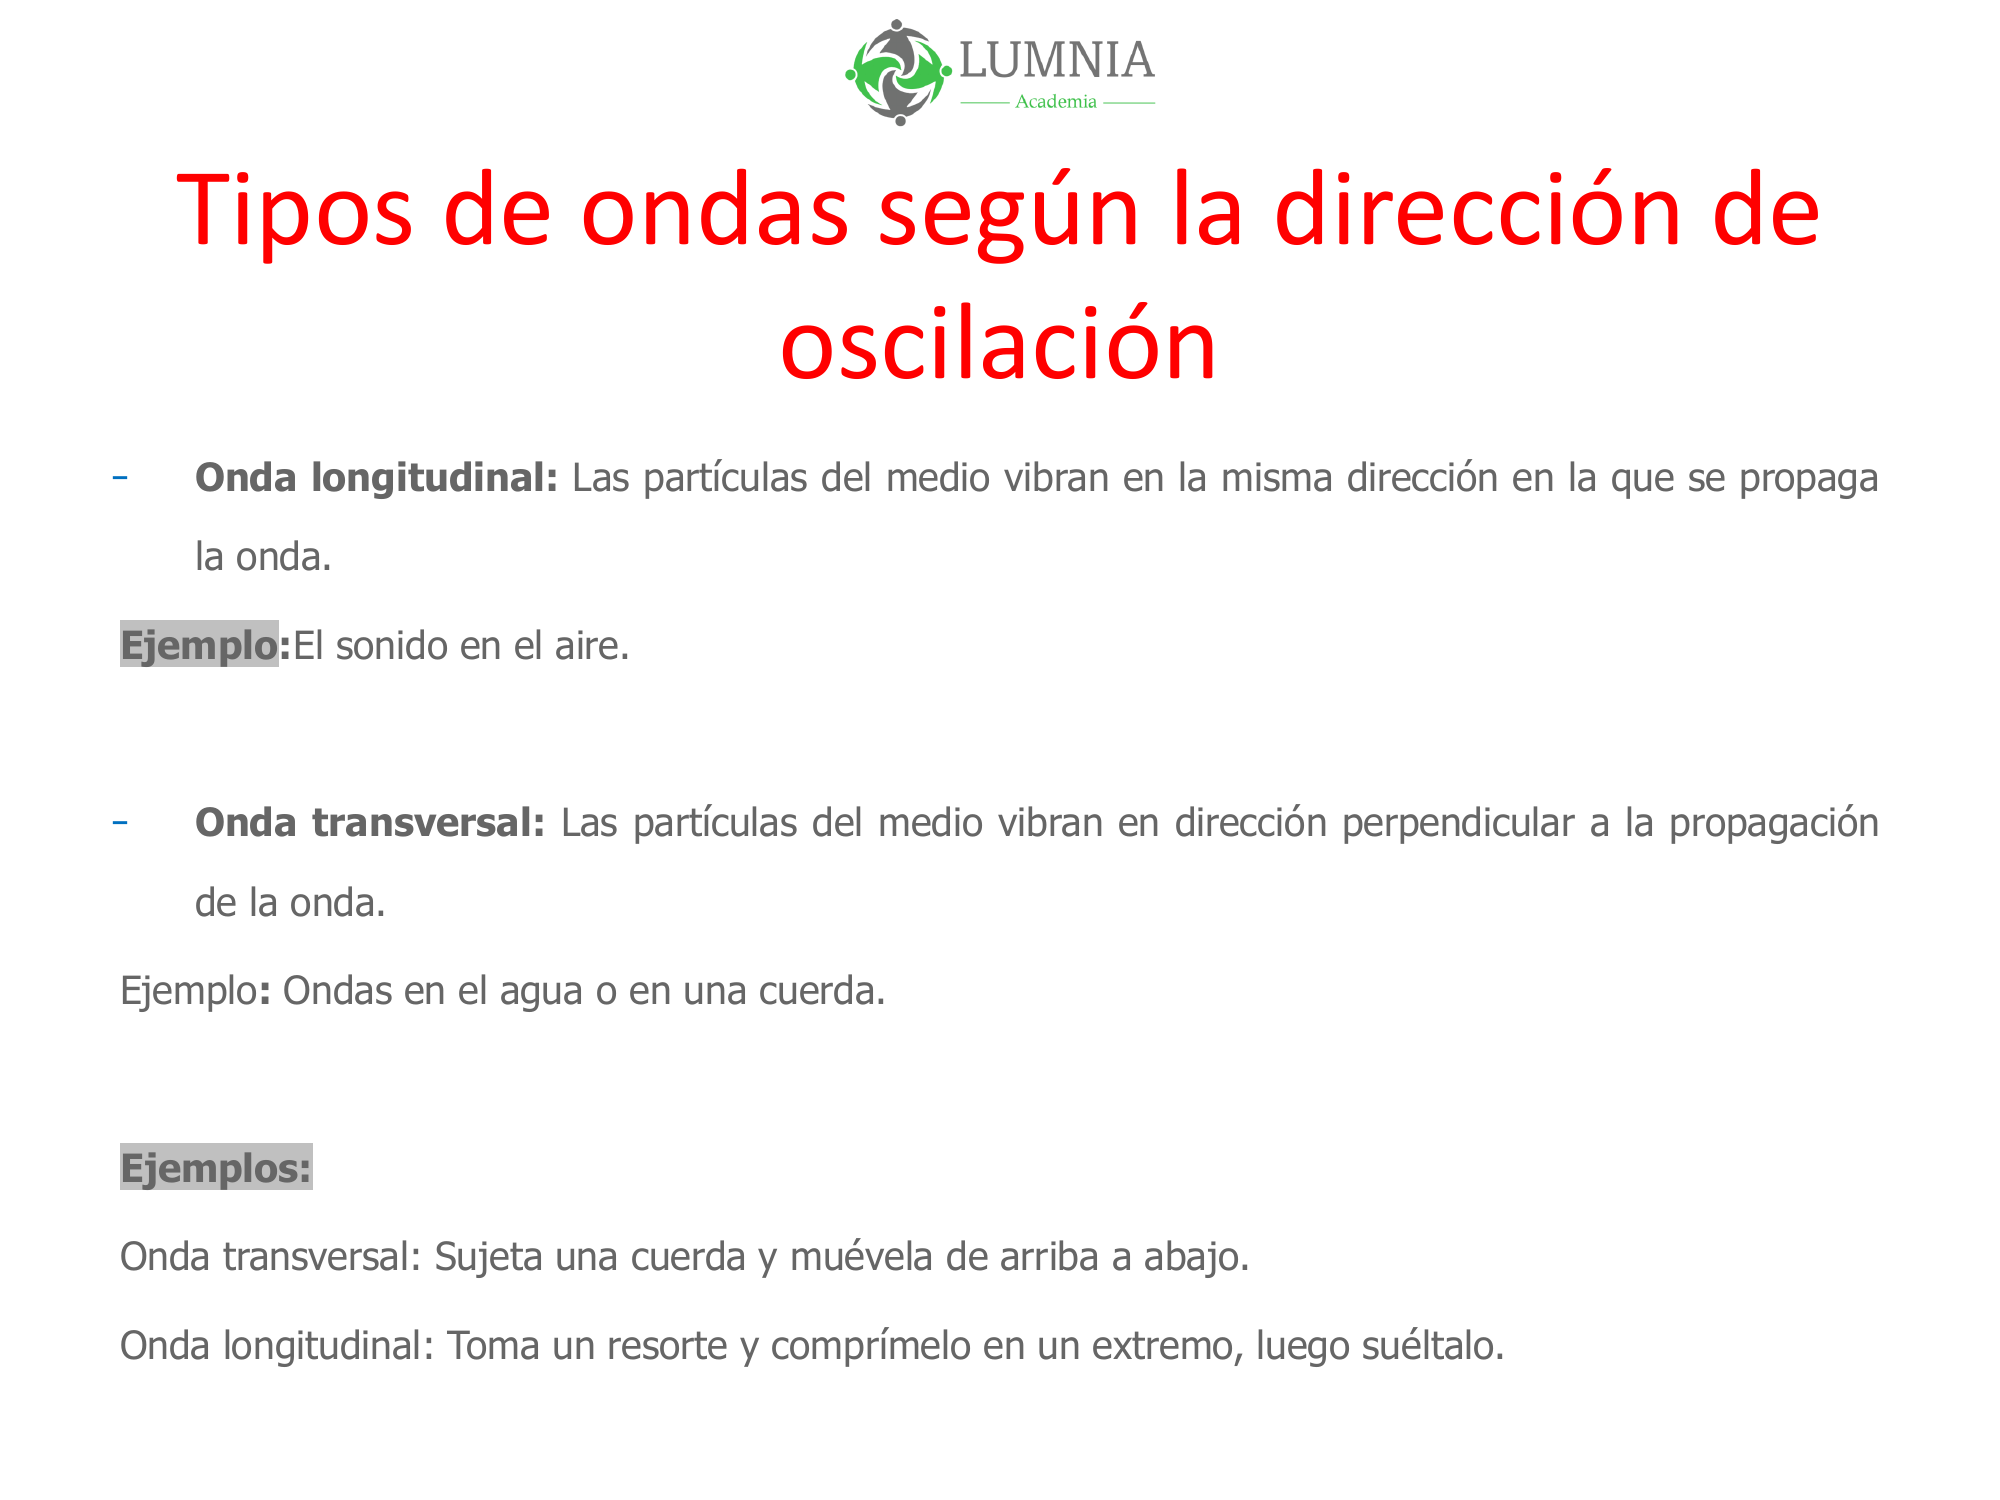 LUMNIA
Academia
Tipos de ondas según la dirección de
oscilación
- Onda longitudinal: Las partículas del medio vibran en la misma dirección en la que se propaga
la onda.
Ejemplo:El sonido en el aire.
- Onda transversal: Las partículas del medio vibran en dirección perpendicular a la propagación
de la onda.
Ejemplo: Ondas en el agua o en una cuerda.
Ejemplos:
Onda transversal: Sujeta una cuerda y muévela de arriba a abajo.
Onda longitudinal: Toma un resorte y comprímelo en un extremo, luego suéltalo.